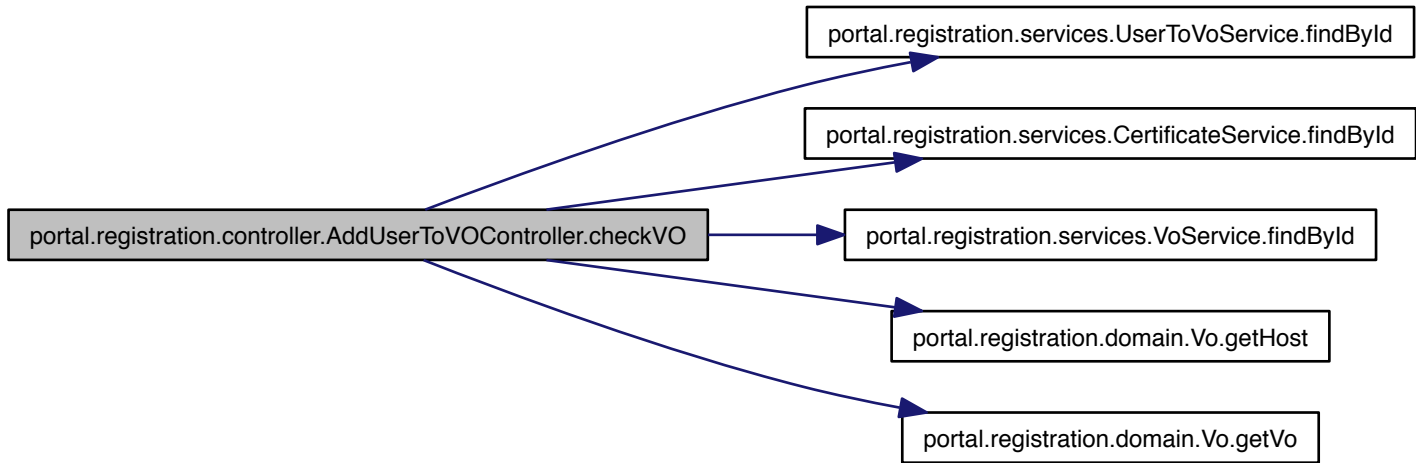 portal.registration.services.UserToVoService.findById
portal.registration.services.CertificateService.findById
portal.registration.controller.AddUserToVOController.checkVO
portal.registration.services.VoService.findById
portal.registration.domain.Vo.getHost
portal.registration.domain.Vo.getVo